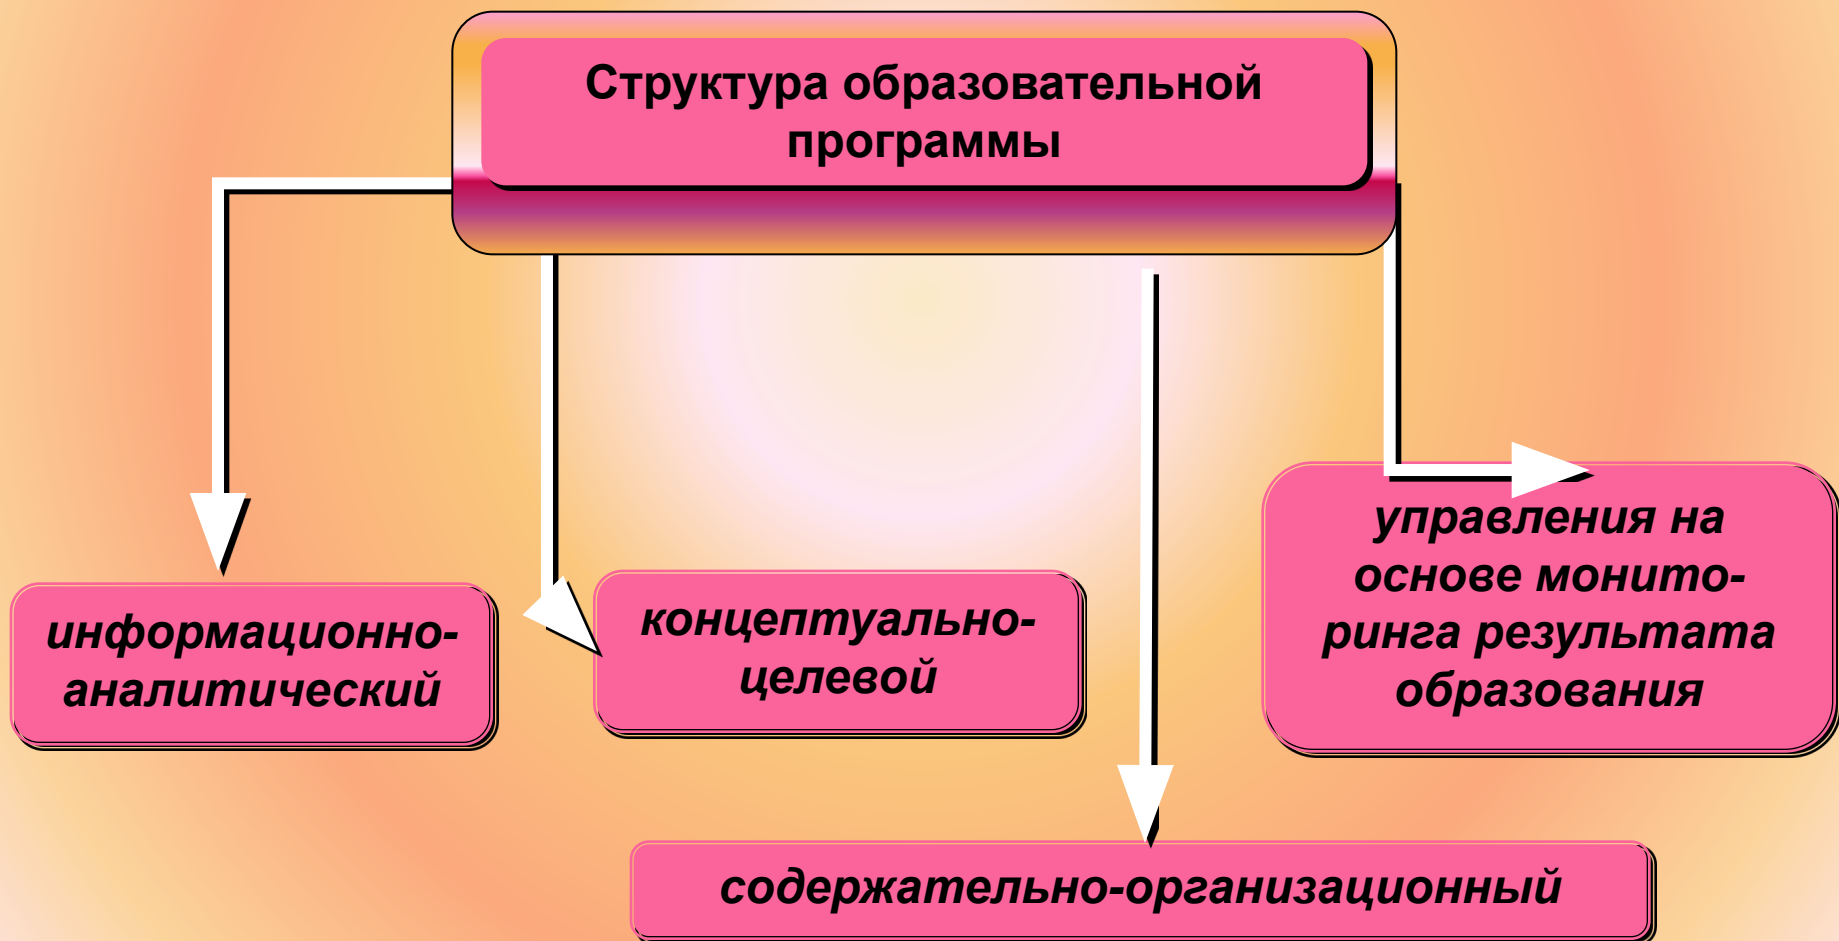 Структура образовательной
программы
информационно-
аналитический
концептуально-
целевой
управления на
основе монито-
ринга результата
образования
содержательно-организационный